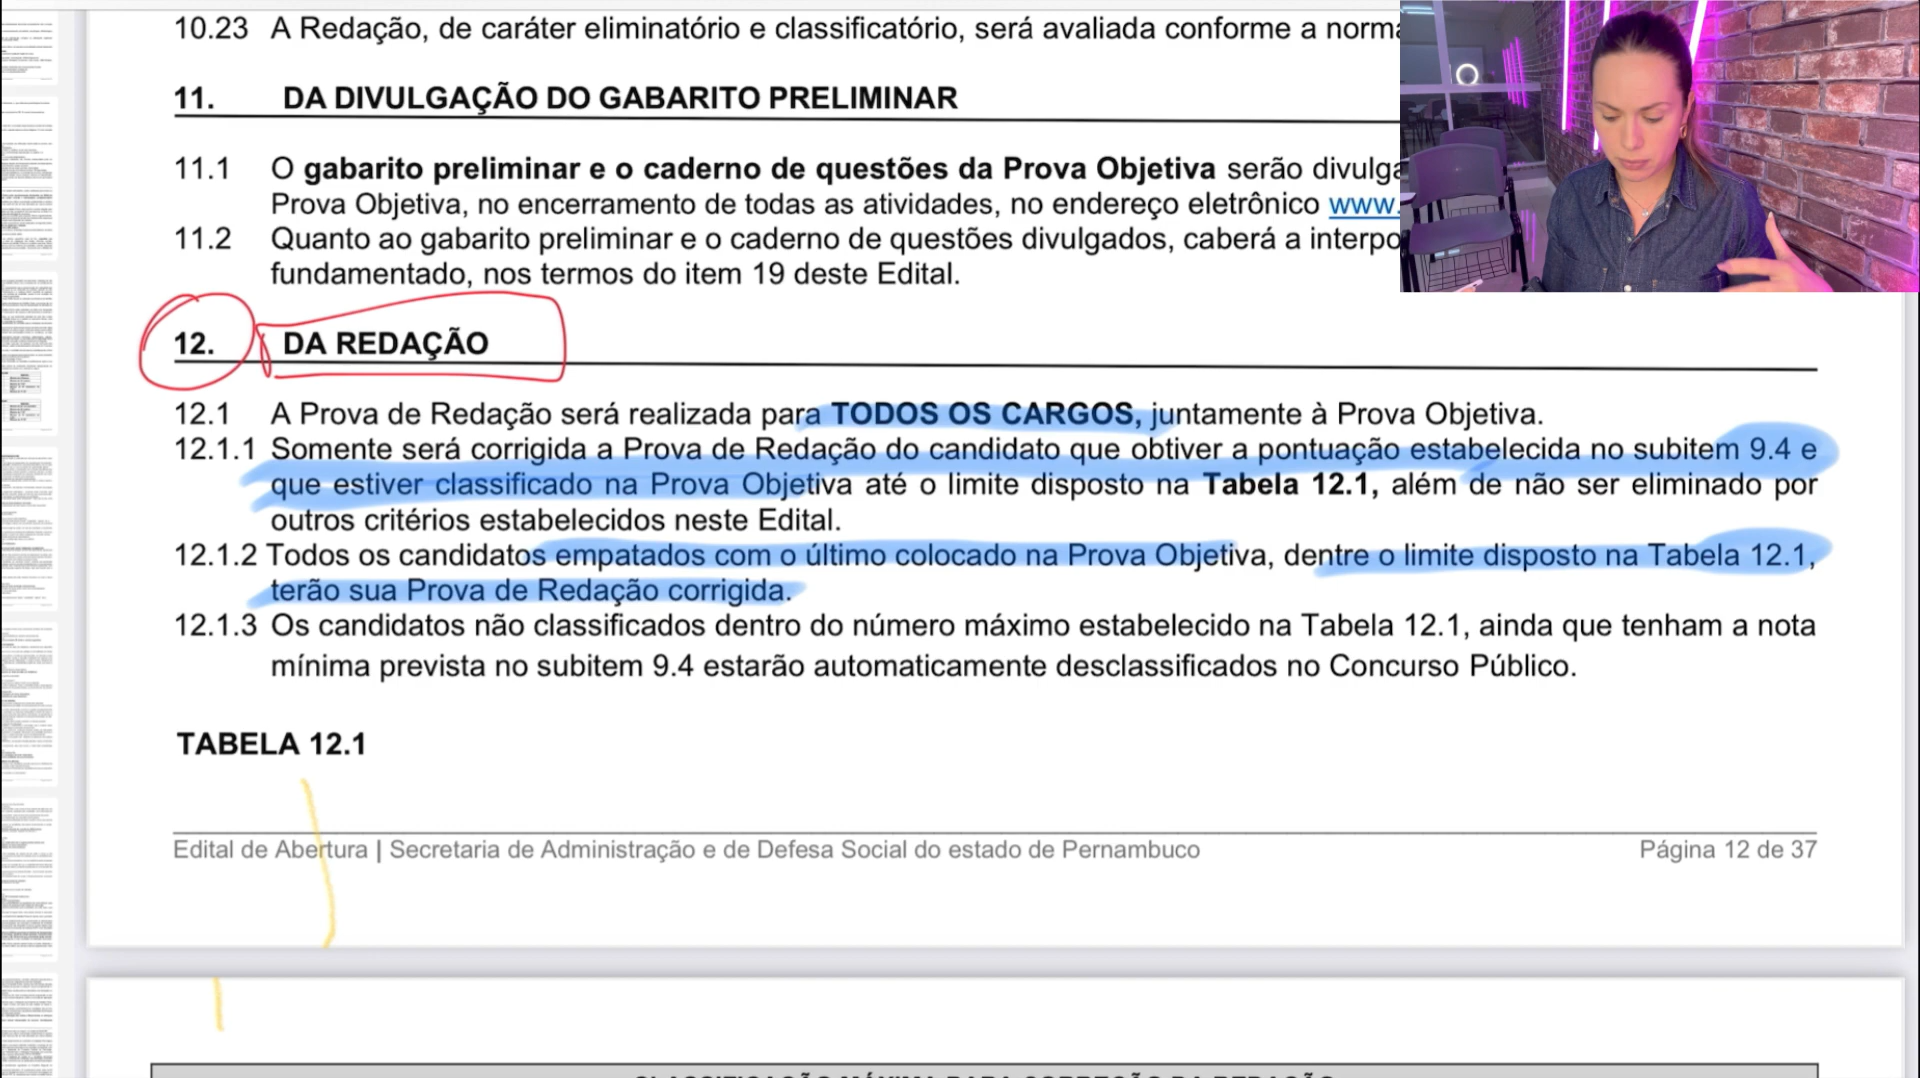 10.23 A Redação, de caráter eliminatório e classificatório, será avaliada conforme a norma
11. DA DIVULGAÇÃO DO GABARITO PRELIMINAR
11.1 O gabarito preliminar e o caderno de questões da Prova Objetiva serão divulga
Prova Objetiva, no encerramento de todas as atividades, no endereço eletrônico www.
11.2 Quanto ao gabarito preliminar e o caderno de questões divulgados, caberá a interpo
fundamentado, nos termos do item 19 deste Edital.
12. DA REDAÇÃO
12.1 A Prova de Redação será realizada para TODOS OS CARGOS, juntamente à Prova Objetiva.
12.1.1 Somente será corrigida a Prova de Redação do candidato que obtiver a pontuação estabelecida no subitem 9.4 e
que estiver classificado na Prova Objetiva até o limite disposto na Tabela 12.1, além de não ser eliminado por
outros critérios estabelecidos neste Edital.
12.1.2 Todos os candidatos empatados com o último colocado na Prova Objetiva, dentre o limite disposto na Tabela 12.1,
terão sua Prova de Redação corrigida.
12.1.3 Os candidatos não classificados dentro do número máximo estabelecido na Tabela 12.1, ainda que tenham a nota
mínima prevista no subitem 9.4 estarão automaticamente desclassificados no Concurso Público.
TABELA 12.1
Edital de Abertura | Secretaria de Administração e de Defesa Social do estado de Pernambuco
Página 12 de 37
CLASSIFICAÇÃO MÁXIMA PARA CORREÇÃO DA REDAÇÃO